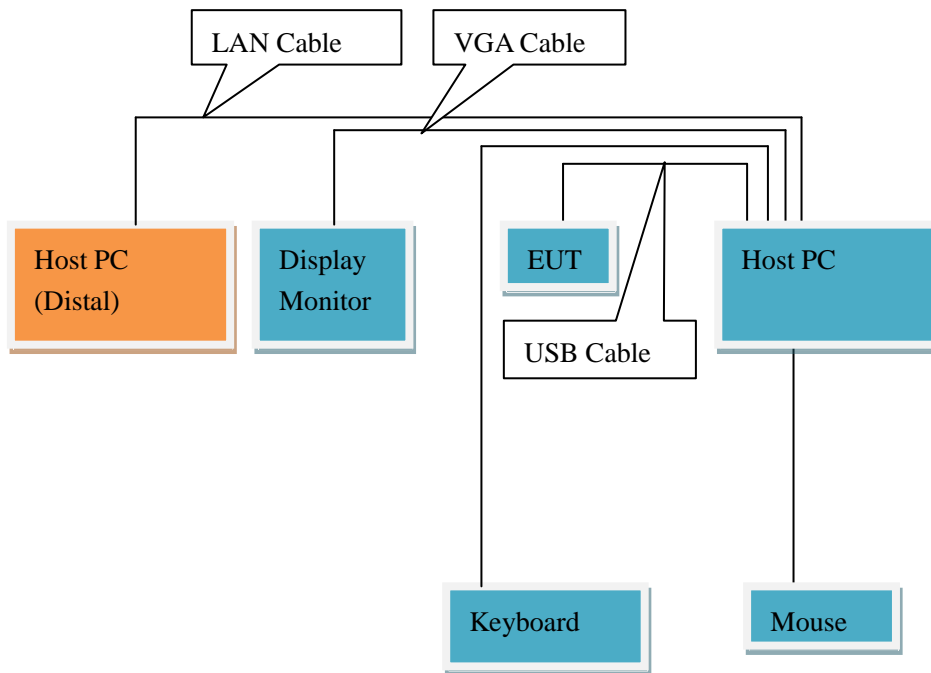 LAN Cable
VGA Cable
Host PC
(Distal)
Display
Monitor
EUT
Host PC
USB Cable
Keyboard
Mouse